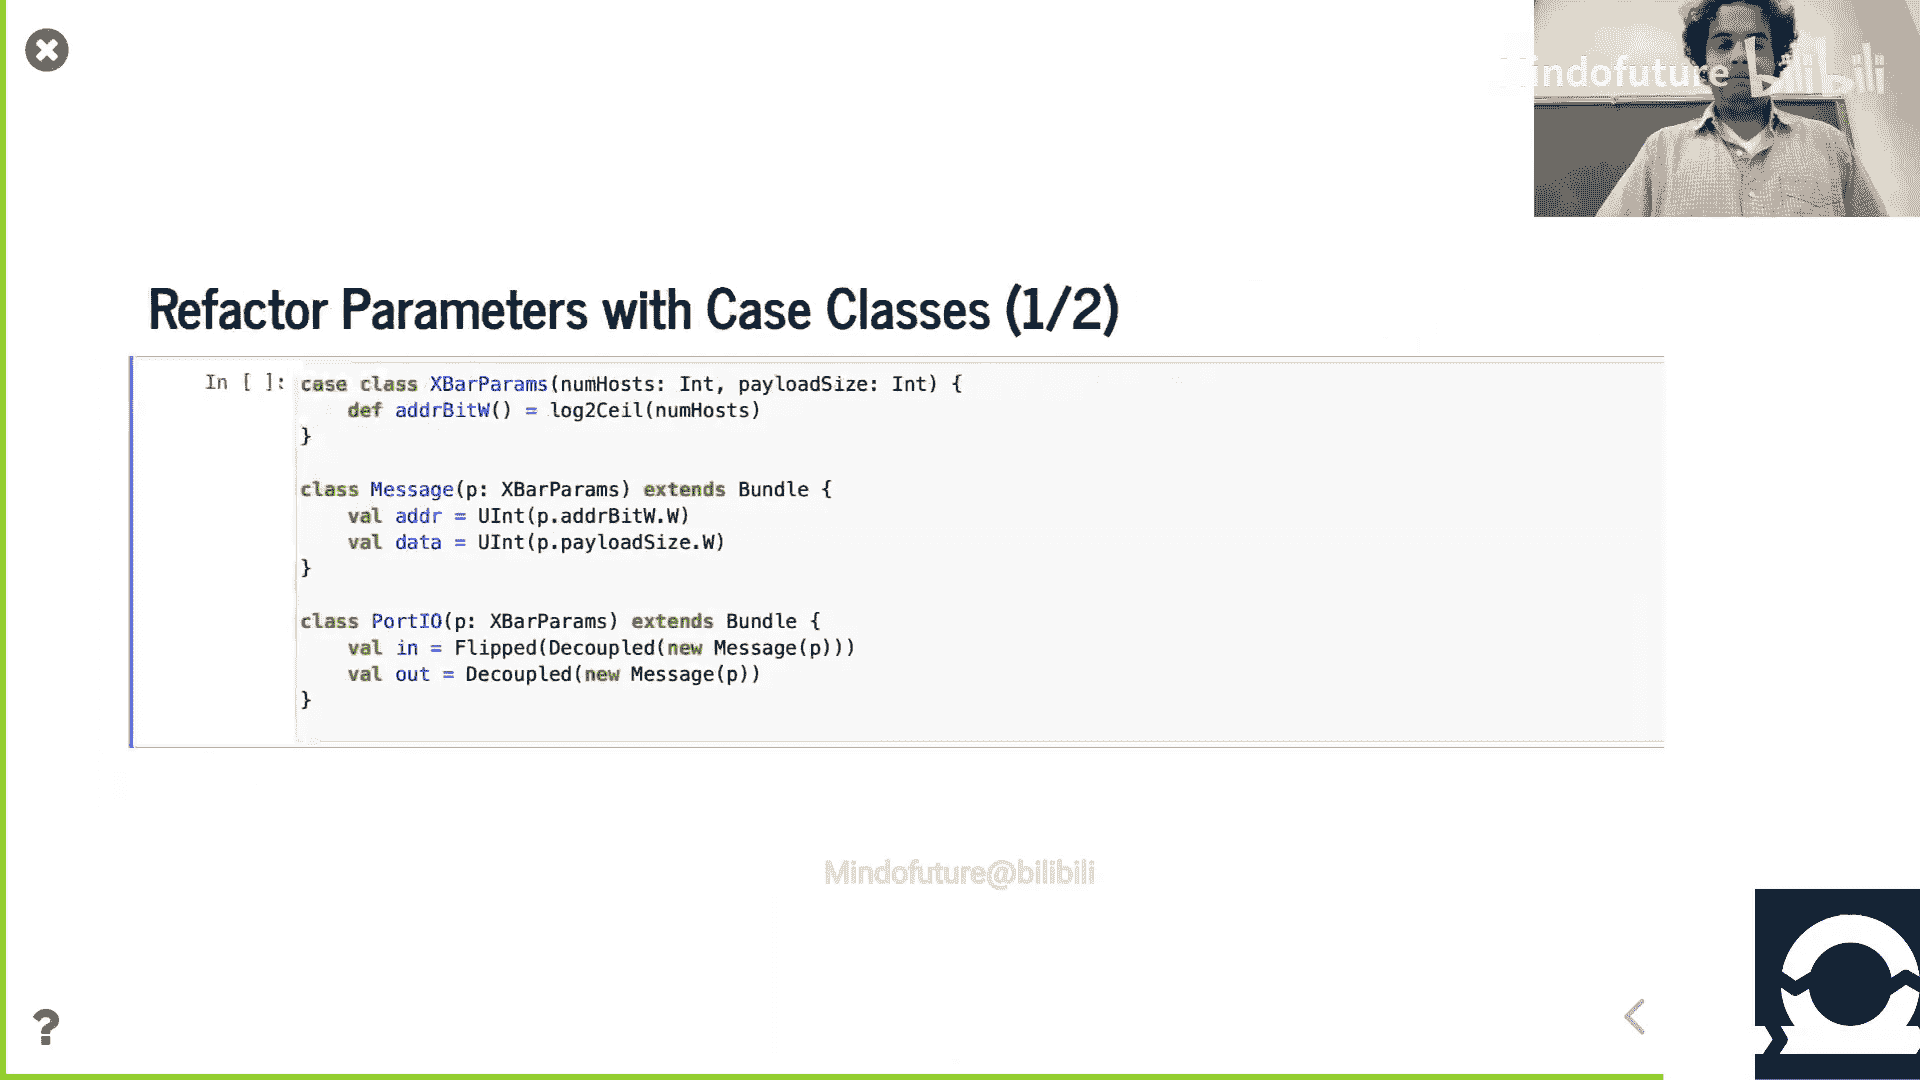 indofuture bilibili
Refactor Parameters with Case Classes (1/2)
In [ ]: case class XBarParams(numHosts: Int, payloadSize: Int) {
def addrBitW() = log2Ceil(numHosts)
}
class Message(p: XBarParams) extends Bundle {
val addr = UInt(p.addrBitW.W)
val data = UInt(p.payloadSize.W)
}
class PortIO(p: XBarParams) extends Bundle {
val in = Flipped(Decoupled(new Message(p)))
val out = Decoupled(new Message(p))
}
Mindofuture@bilibili
?